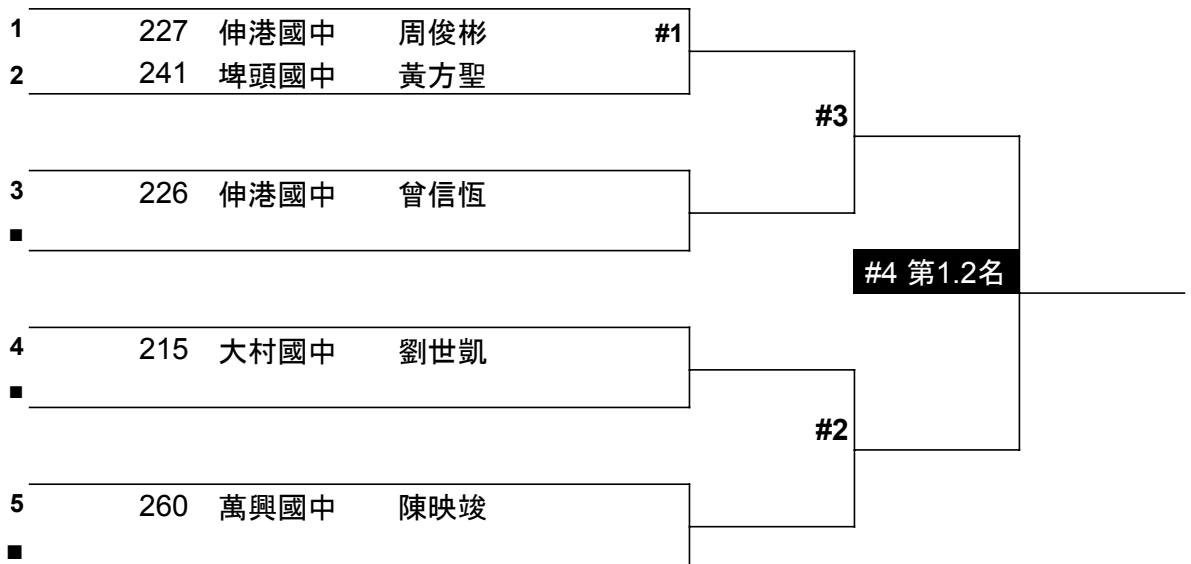 1 227 伸港國中 周俊彬 #1
2 241 埤頭國中 黃方聖
#3
3 226 伸港國中 曾信恆
■
#4 第1.2名
4 215 大村國中 劉世凱
■
#2
5 260 萬興國中 陳映竣
■